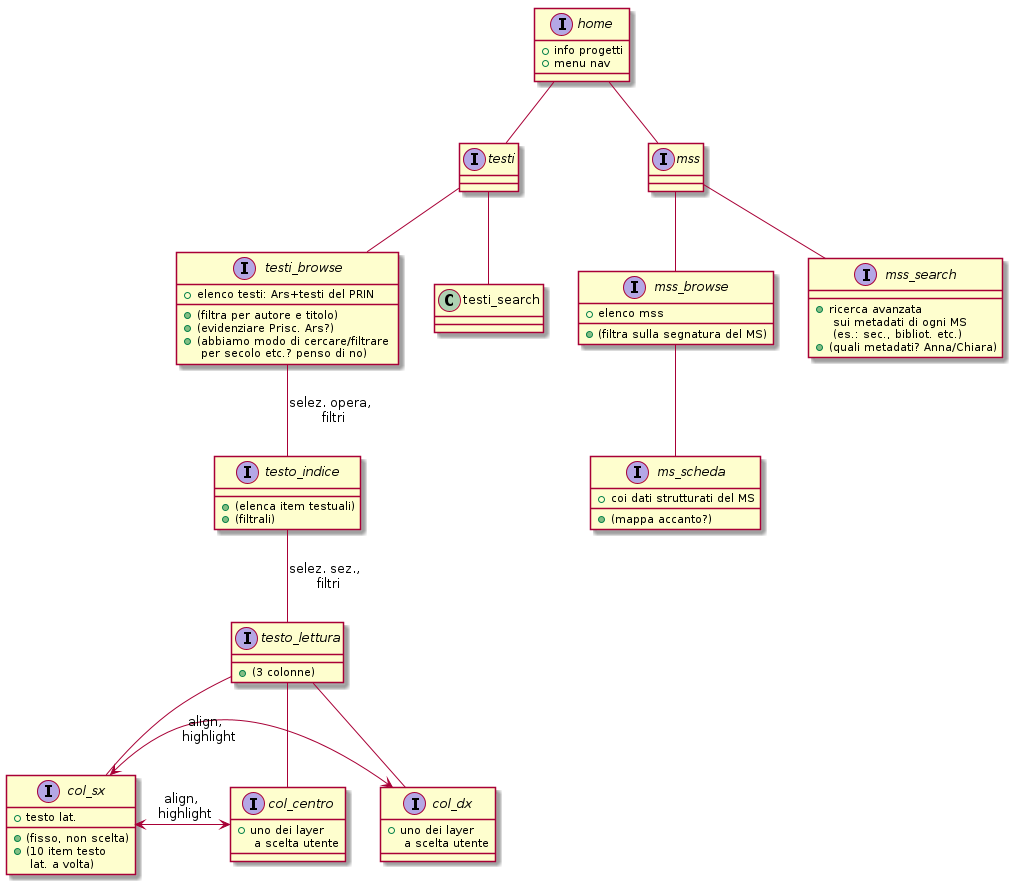 I home
info progetti
menu nav
I testi
I mss
I testi_browse
elenco testi: Ars+testi del PRIN
(filtra per autore e titolo)
(evidenziare Prisc. Ars?)
(abbiamo modo di cercare/filtrare
per secolo etc.? penso di no)
C testi_search
I mss_browse
elenco mss
(filtra sulla segnatura del MS)
I mss_search
ricerca avanzata
sui metadati di ogni MS
(es.: sec., bibliot. etc.)
(quali metadati? Anna/Chiara)
selez. opera,
filtri
I testo_indice
(elenca item testuali)
(filtrali)
I ms_scheda
coi dati strutturati del MS
(mappa accanto?)
selez. sez.,
filtri
I testo_lettura
(3 colonne)
align,
highlight
I col_sx
testo lat.
(fisso, non scelta)
(10 item testo
lat. a volta)
align,
highlight
I col_centro
uno dei layer
a scelta utente
I col_dx
uno dei layer
a scelta utente